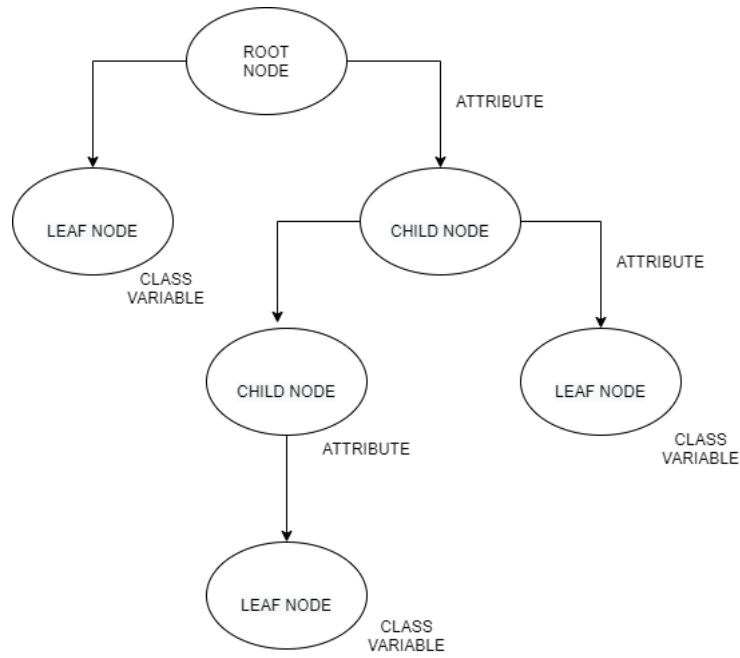 ROOT
NODE
ATTRIBUTE
LEAF NODE
CHILD NODE
CLASS
VARIABLE
ATTRIBUTE
CHILD NODE
LEAF NODE
ATTRIBUTE
CLASS
VARIABLE
LEAF NODE
CLASS
VARIABLE